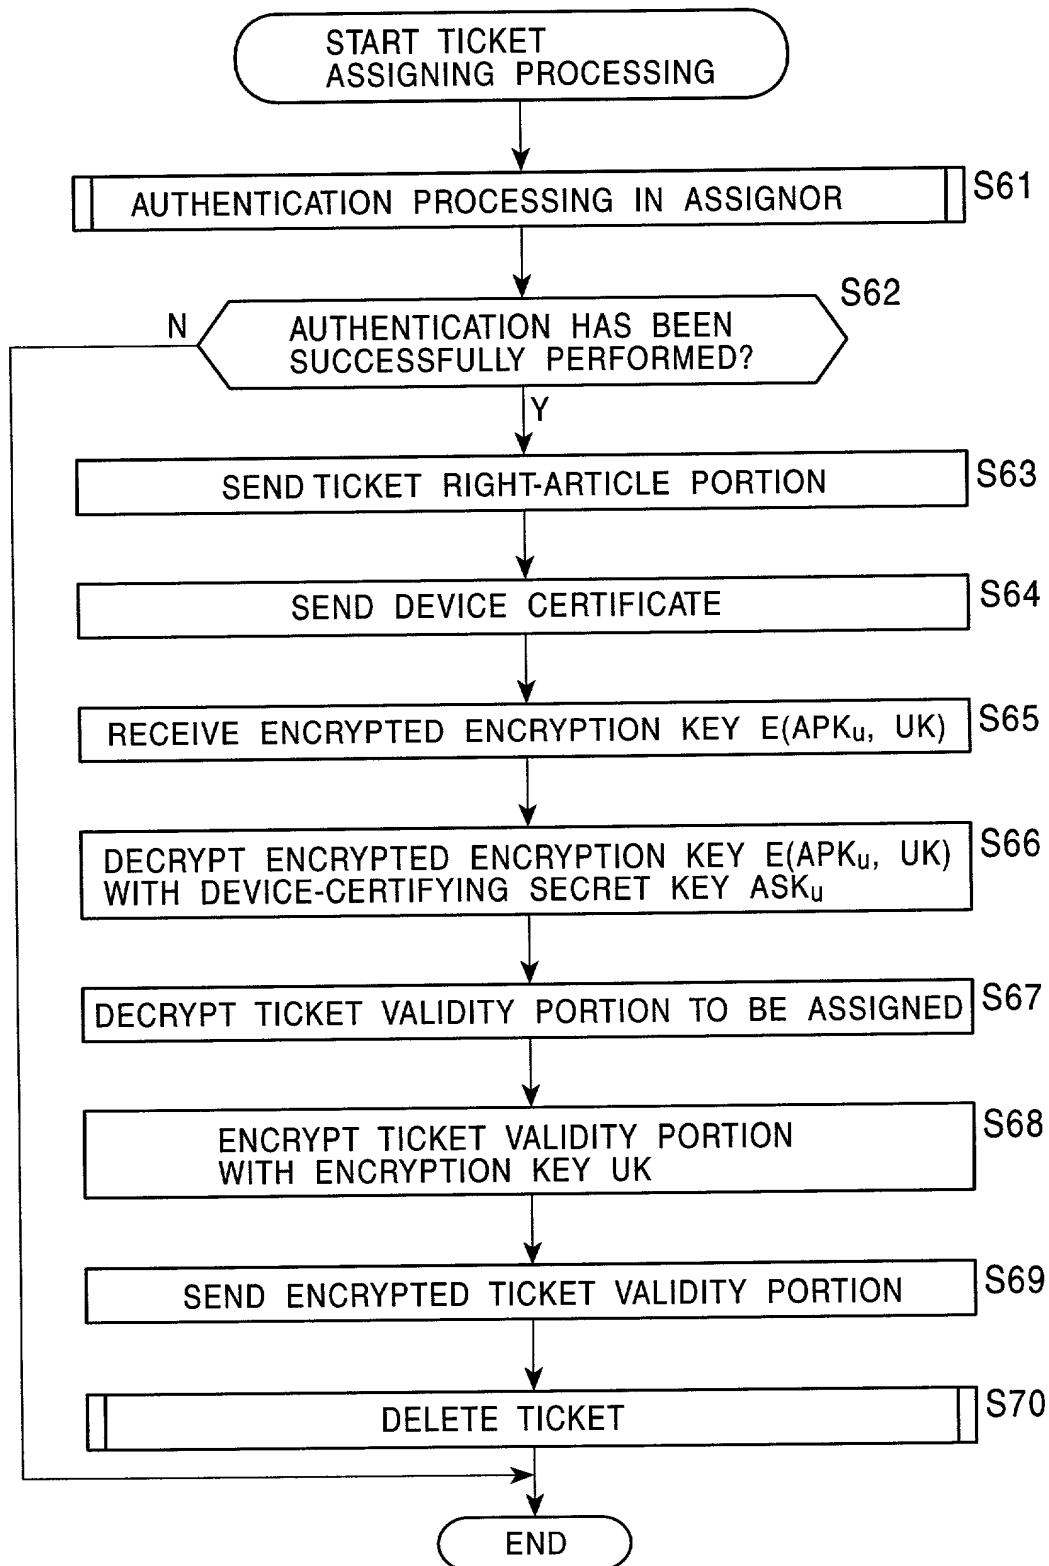 START TICKET
ASSIGNING PROCESSING
AUTHENTICATION PROCESSING IN ASSIGNOR
S61
S62
N
AUTHENTICATION HAS BEEN
SUCCESSFULLY PERFORMED?
Y
SEND TICKET RIGHT-ARTICLE PORTION
S63
SEND DEVICE CERTIFICATE
S64
RECEIVE ENCRYPTED ENCRYPTION KEY E(APKu, UK)
S65
DECRYPT ENCRYPTED ENCRYPTION KEY E(APKu, UK)
WITH DEVICE-CERTIFYING SECRET KEY ASKu
S66
DECRYPT TICKET VALIDITY PORTION TO BE ASSIGNED
S67
ENCRYPT TICKET VALIDITY PORTION
WITH ENCRYPTION KEY UK
S68
SEND ENCRYPTED TICKET VALIDITY PORTION
S69
DELETE TICKET
S70
END